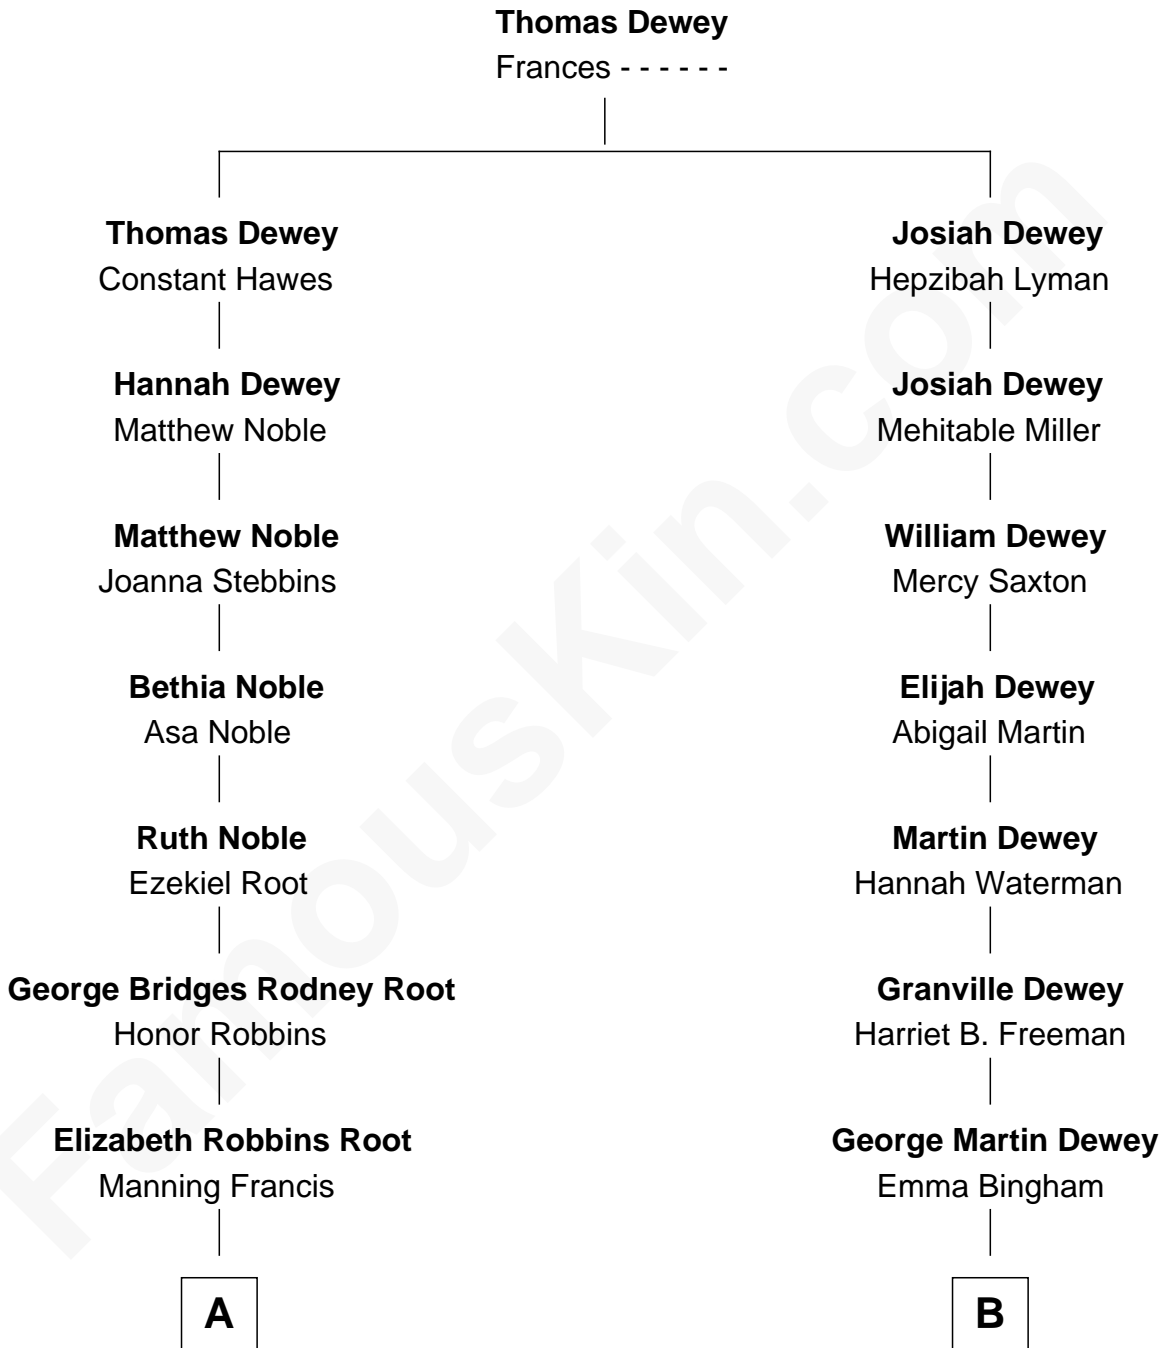 Thomas Dewey
Frances - - - - - -
Thomas Dewey
Constant Hawes
Hannah Dewey
Matthew Noble
Matthew Noble
Joanna Stebbins
Bethia Noble
Asa Noble
Ruth Noble
Ezekiel Root
George Bridges Rodney Root
Honor Robbins
Elizabeth Robbins Root
Manning Francis
A
Josiah Dewey
Hepzibah Lyman
Josiah Dewey
Mehitable Miller
William Dewey
Mercy Saxton
Elijah Dewey
Abigail Martin
Martin Dewey
Hannah Waterman
Granville Dewey
Harriet B. Freeman
George Martin Dewey
Emma Bingham
B
FamousKin.com